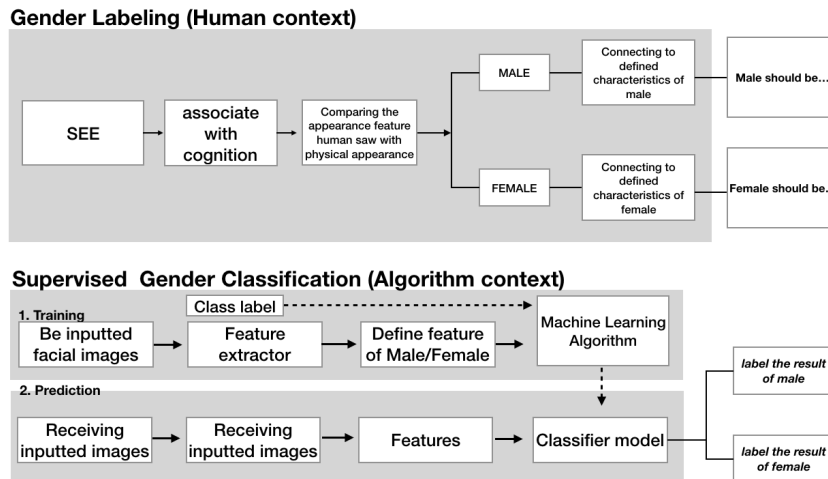 Gender Labeling (Human context)
SEE
associate
with
cognition
Comparing the
appearance feature
human saw with
physical appearance
MALE
Connecting to
defined
characteristics of
male
Male should be...
FEMALE
Connecting to
defined
characteristics of
female
Female should be.
Supervised Gender Classification (Algorithm context)
1. Training
Class label
Be inputted
facial images
Feature
extractor
Define feature
of Male/Female
Machine Learning
Algorithm
2. Prediction
Receiving
inputted images
Receiving
inputted images
Features
Classifier model
label the result
of male
label the result
of female